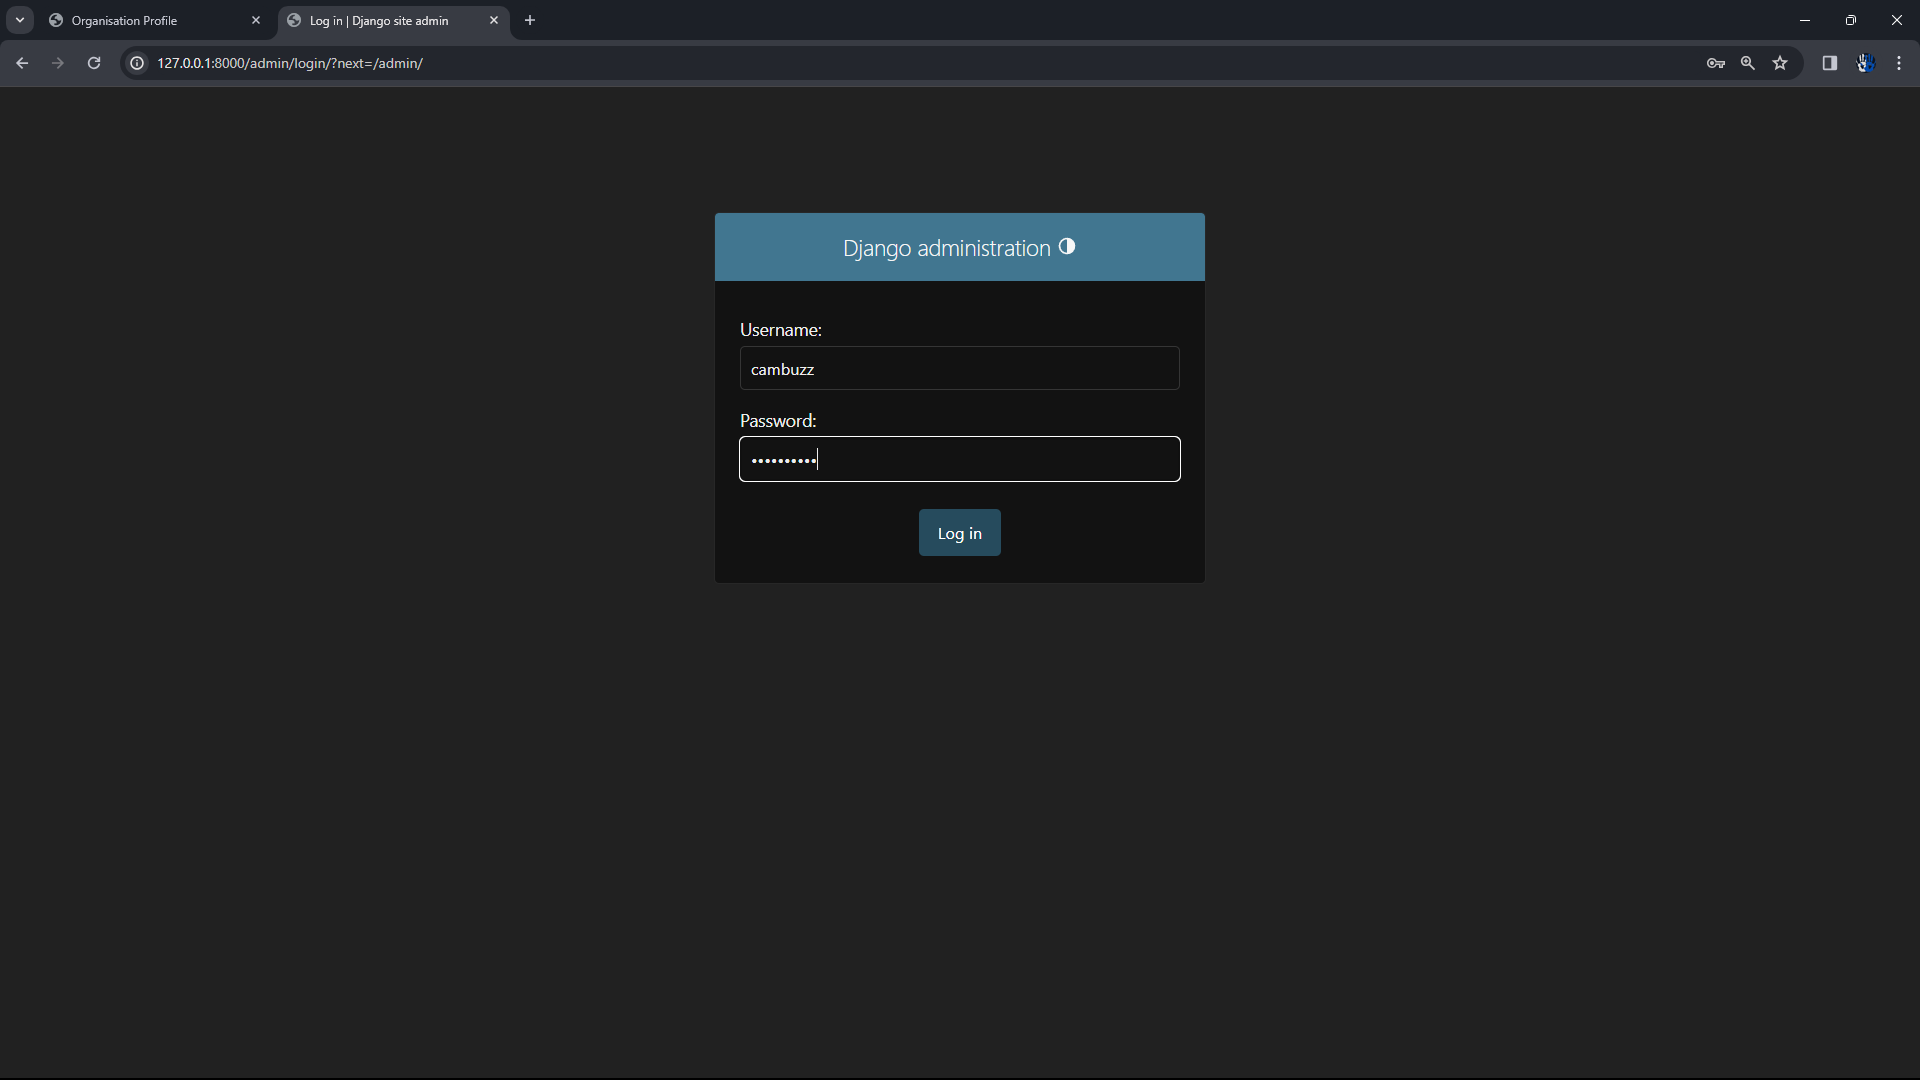 Organisation Profile
Log in | Django site admin
127.0.0.1:8000/admin/login/?next=/admin/
Django administration
Username:
cambuzz
Password:
••••••••••
Log in